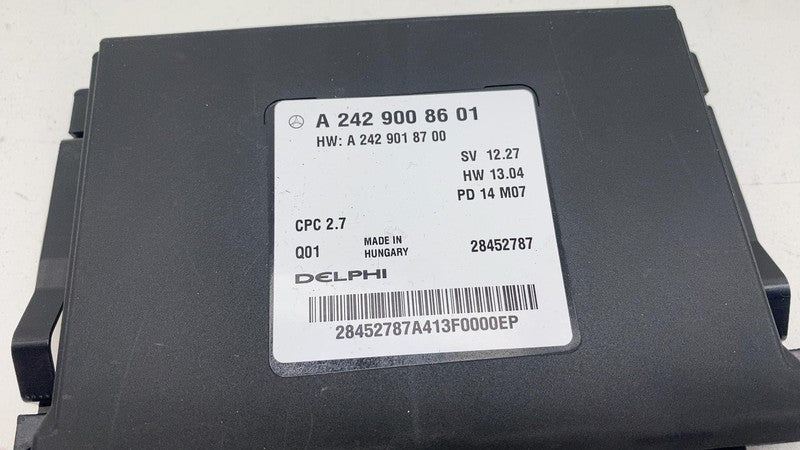 A 242 900 86 01
HW: A 242 901 87 00
SV 12.27
HW 13.04
PD 14 M07
CPC 2.7
Q01 MADE IN HUNGARY 28452787
DELPHI
28452787A413F0000EP